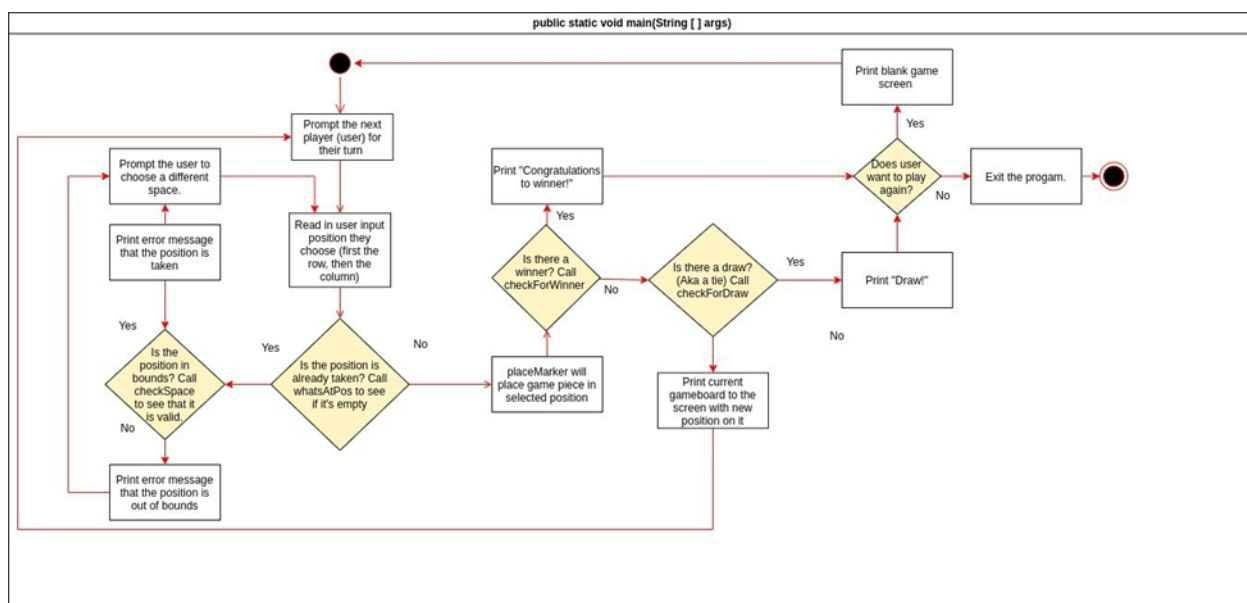 public static void main(String [ ] args)
Print blank game
screen
Prompt the next
player (user) for
their turn
Yes
Prompt the user to
choose a different
space.
Print "Congratulations
to winner!"
Does user
want to play
again?
Exit the progam.
No
Yes
Print error message
that the position is
taken
Read in user input
position they
choose (first the
row, then the
column)
Is there a
winner? Call
checkForWinner
No
Is there a draw?
(Aka a tie) Call
checkForDraw
Yes
Print "Draw!"
Yes
Is the
position in
bounds? Call
checkSpace
to see that it
is valid.
No
Yes
Is the position is
already taken? Call
whatsAtPos to see
if it's empty
No
placeMarker will
place game piece in
selected position
No
Print current
gameboard to the
screen with new
position on it
Print error message
that the position is
out of bounds